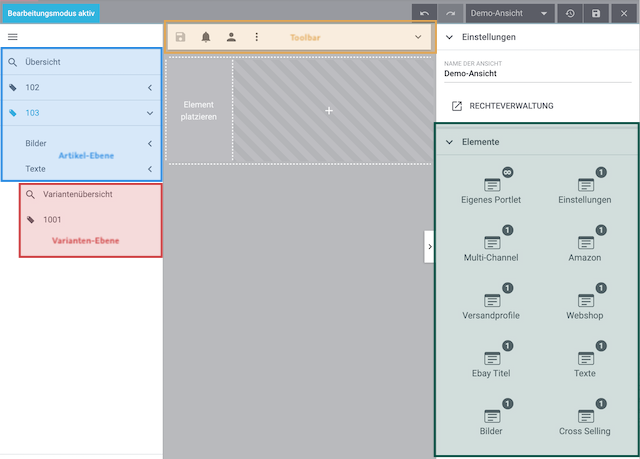 Bearbeitungsmodus aktiv
Demo-Ansicht
Toolbar
Übersicht
102
103
Bilder
Artikel-Ebene
Texte
Variantenübersicht
1001
Varianten-Ebene
Element
platzieren
Einstellungen
NAME DER ANSICHT
Demo-Ansicht
RECHTEVERWALTUNG
Elemente
∞ 1
Eigenes Portlet Einstellungen
1 1
Multi-Channel Amazon
1 1
Versandprofile Webshop
1 1
Ebay Titel Texte
1 1
Bilder Cross Selling